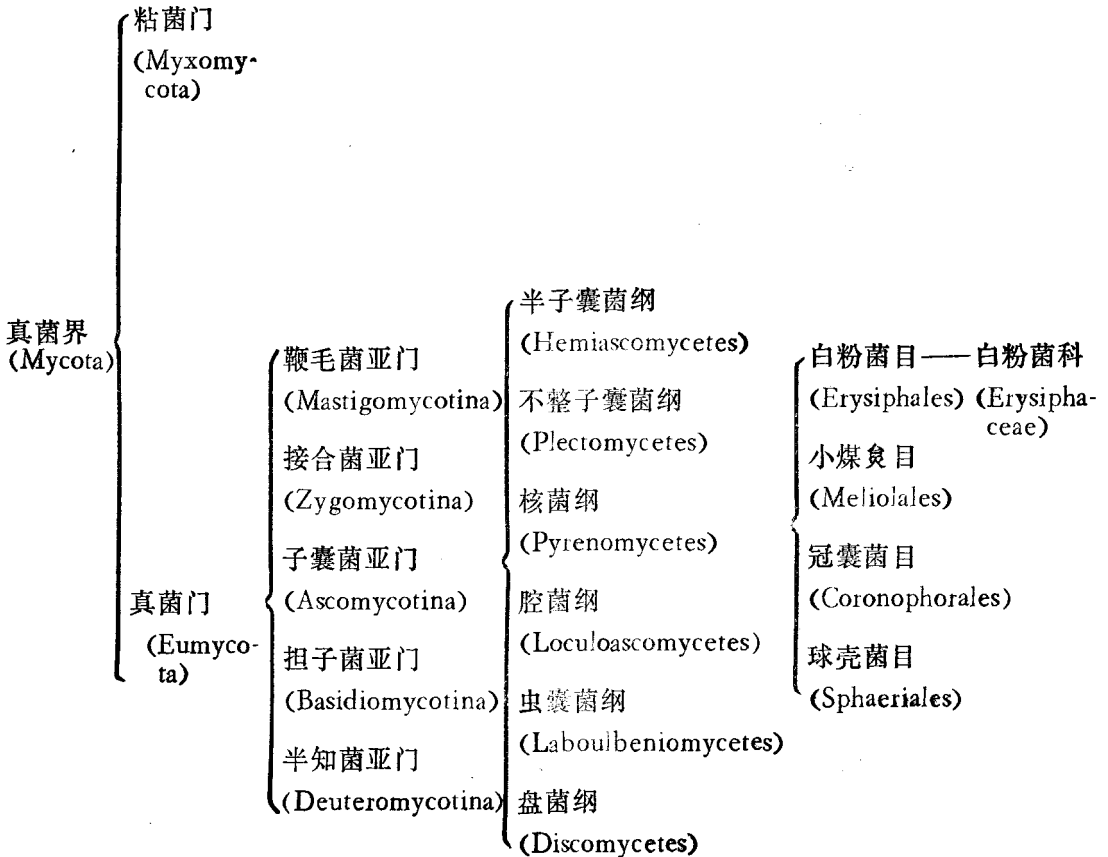 粘菌门
(Myxomy-
cota)
真菌界
(Mycota)
真菌门
(Eumyco-
ta)
鞭毛菌亚门
(Mastigomycotina)
接合菌亚门
(Zygomycotina)
子囊菌亚门
(Ascomycotina)
担子菌亚门
(Basidiomycotina)
半知菌亚门
(Deuteromycotina)
半子囊菌纲
(Hemiascomycetes)
不整子囊菌纲
(Plectomycetes)
核菌纲
(Pyrenomycetes)
腔菌纲
(Loculoascomycetes)
虫囊菌纲
(Laboulbeniomycetes)
盘菌纲
(Discomycetes)
白粉菌目——白粉菌科
(Erysiphales) (Erysipha-
ceae)
小煤炱目
(Meliolales)
冠囊菌目
(Coronophorales)
球壳菌目
(Sphaeriales)